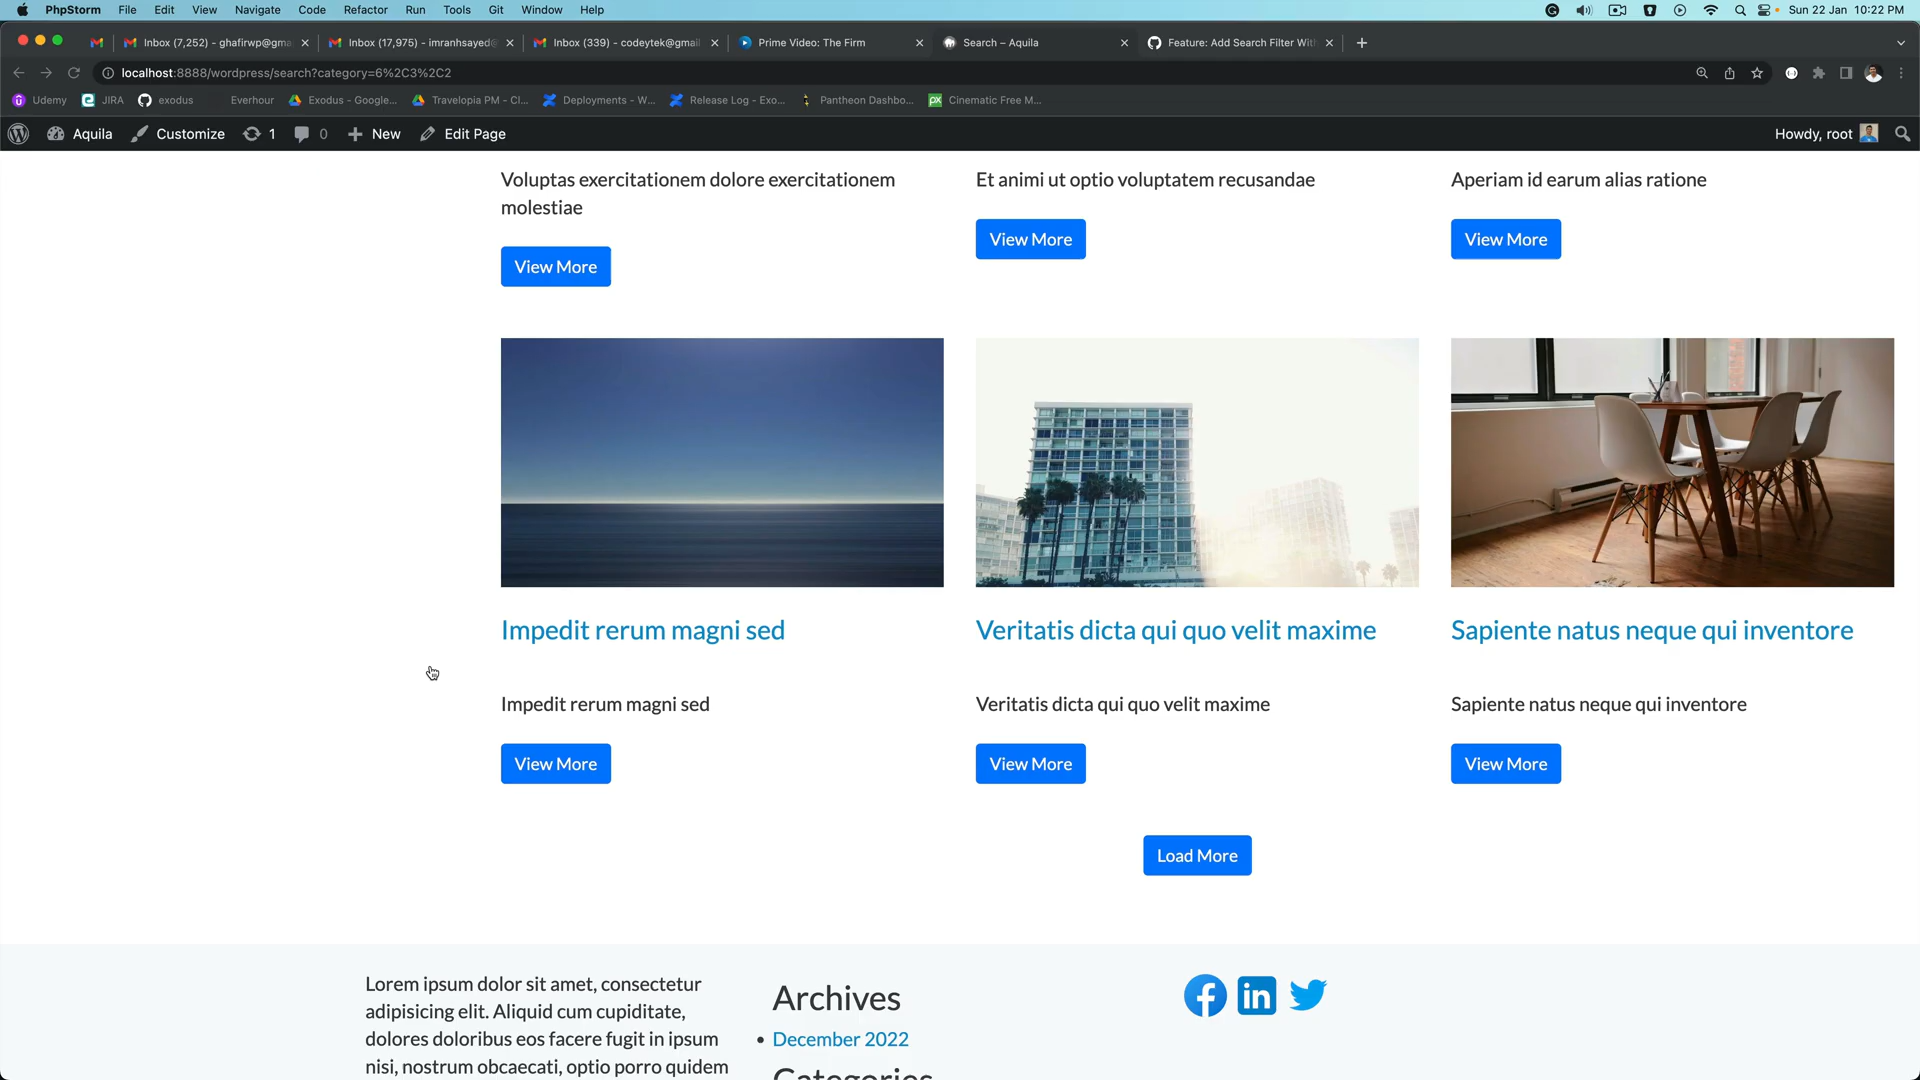 PhpStorm File Edit View Navigate Code Refactor Run Tools Git Window Help Sun 22 Jan 10:22 PM
Inbox (7,252) - ghafirwp@gma Inbox (17,975) - imranhsayed@ Inbox (339) - codeytek@gmail Prime Video: The Firm Search – Aquila Feature: Add Search Filter Wit
localhost:8888/wordpress/search?category=6%2C3%2C2
Udemy JIRA exodus Everhour Exodus - Google... Travelopia PM - Cl... Deployments - W... Release Log - Exo... Pantheon Dashbo... Cinematic Free M...
Aquila Customize 1 0 New Edit Page Howdy, root
Voluptas exercitationem dolore exercitationem
molestiae
View More
Et animi ut optio voluptatem recusandae
View More
Aperiam id earum alias ratione
View More
Impedit rerum magni sed
Impedit rerum magni sed
View More
Veritatis dicta qui quo velit maxime
Veritatis dicta qui quo velit maxime
View More
Sapiente natus neque qui inventore
Sapiente natus neque qui inventore
View More
Load More
Lorem ipsum dolor sit amet, consectetur
adipisicing elit. Aliquid cum cupiditate,
dolores doloribus eos facere fugit in ipsum
nisi, nostrum obcaecati, optio porro quidem
Archives
December 2022
Categories